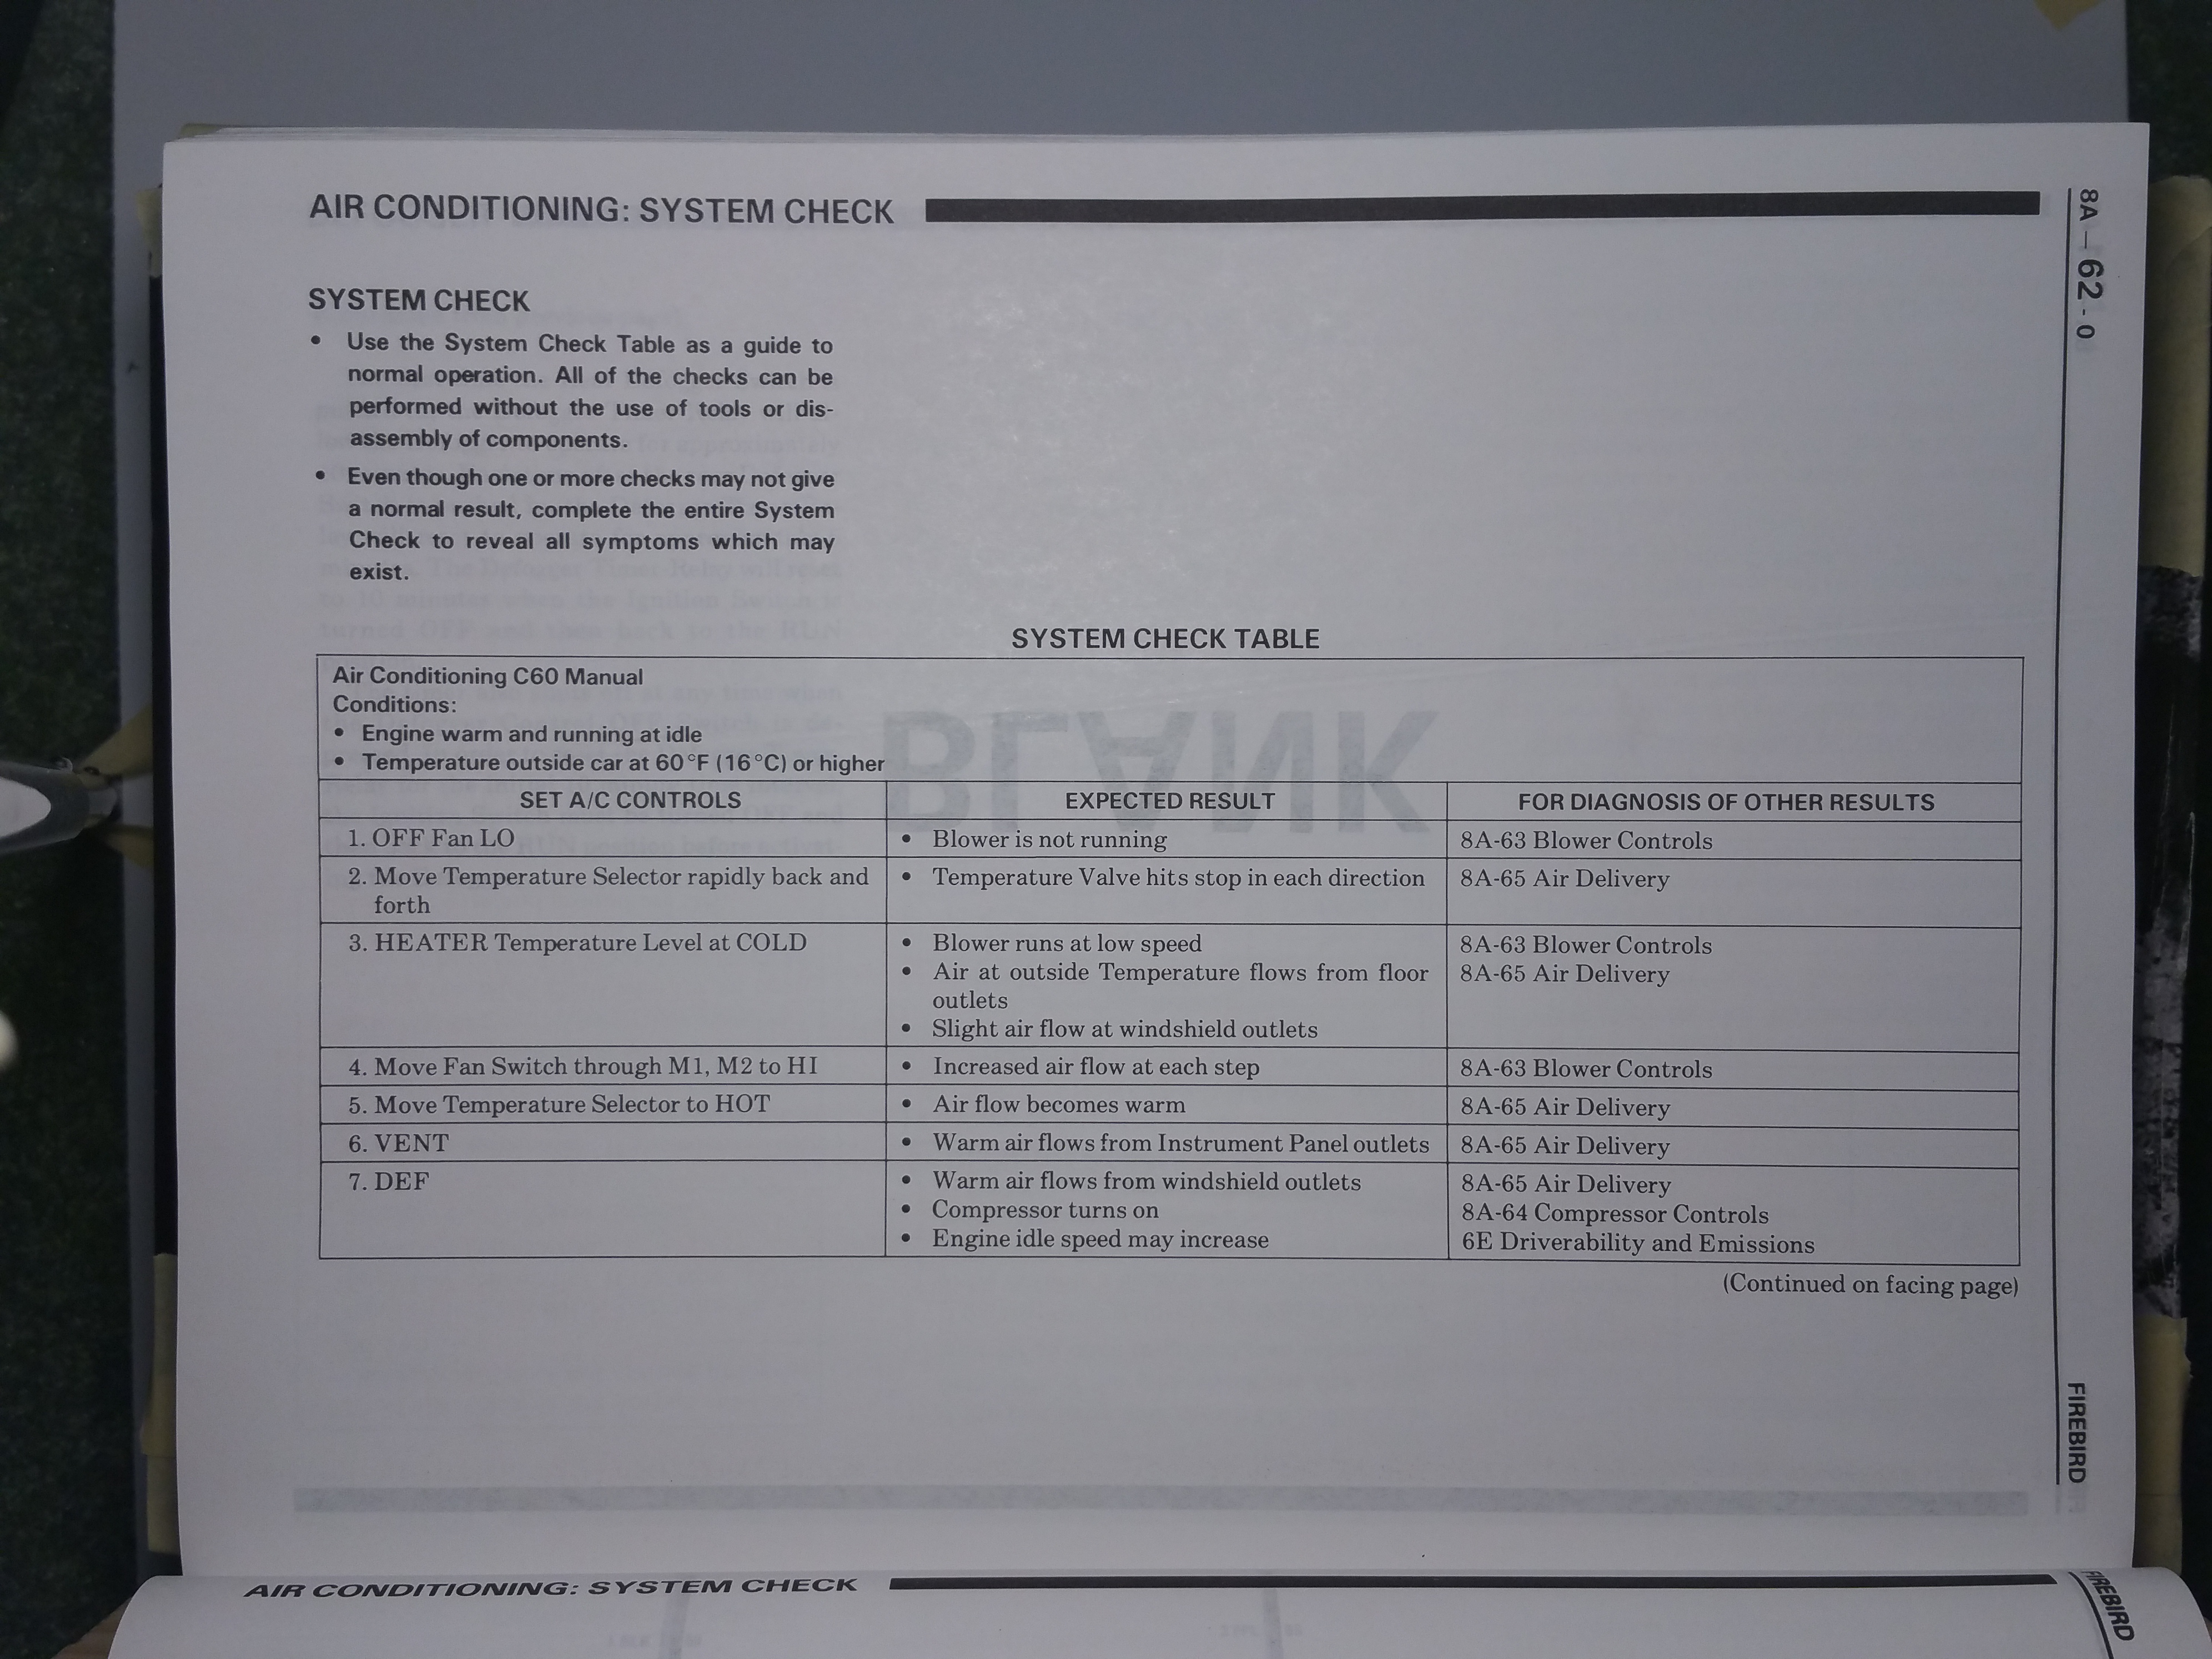 AIR CONDITIONING: SYSTEM CHECK
8A — 62 - 0
SYSTEM CHECK
• Use the System Check Table as a guide to
normal operation. All of the checks can be
performed without the use of tools or dis-
assembly of components.
• Even though one or more checks may not give
a normal result, complete the entire System
Check to reveal all symptoms which may
exist.
SYSTEM CHECK TABLE
Air Conditioning C60 Manual
Conditions:
• Engine warm and running at idle
• Temperature outside car at 60°F (16°C) or higher
BLANK
SET A/C CONTROLS EXPECTED RESULT FOR DIAGNOSIS OF OTHER RESULTS
1. OFF Fan LO • Blower is not running 8A-63 Blower Controls
2. Move Temperature Selector rapidly back and • Temperature Valve hits stop in each direction 8A-65 Air Delivery
forth
3. HEATER Temperature Level at COLD • Blower runs at low speed 8A-63 Blower Controls
• Air at outside Temperature flows from floor 8A-65 Air Delivery
outlets
• Slight air flow at windshield outlets
4. Move Fan Switch through M1, M2 to HI • Increased air flow at each step 8A-63 Blower Controls
5. Move Temperature Selector to HOT • Air flow becomes warm 8A-65 Air Delivery
6. VENT • Warm air flows from Instrument Panel outlets 8A-65 Air Delivery
7. DEF • Warm air flows from windshield outlets 8A-65 Air Delivery
• Compressor turns on 8A-64 Compressor Controls
• Engine idle speed may increase 6E Driverability and Emissions
(Continued on facing page)
FIREBIRD
AIR CONDITIONING: SYSTEM CHECK
FIREBIRD